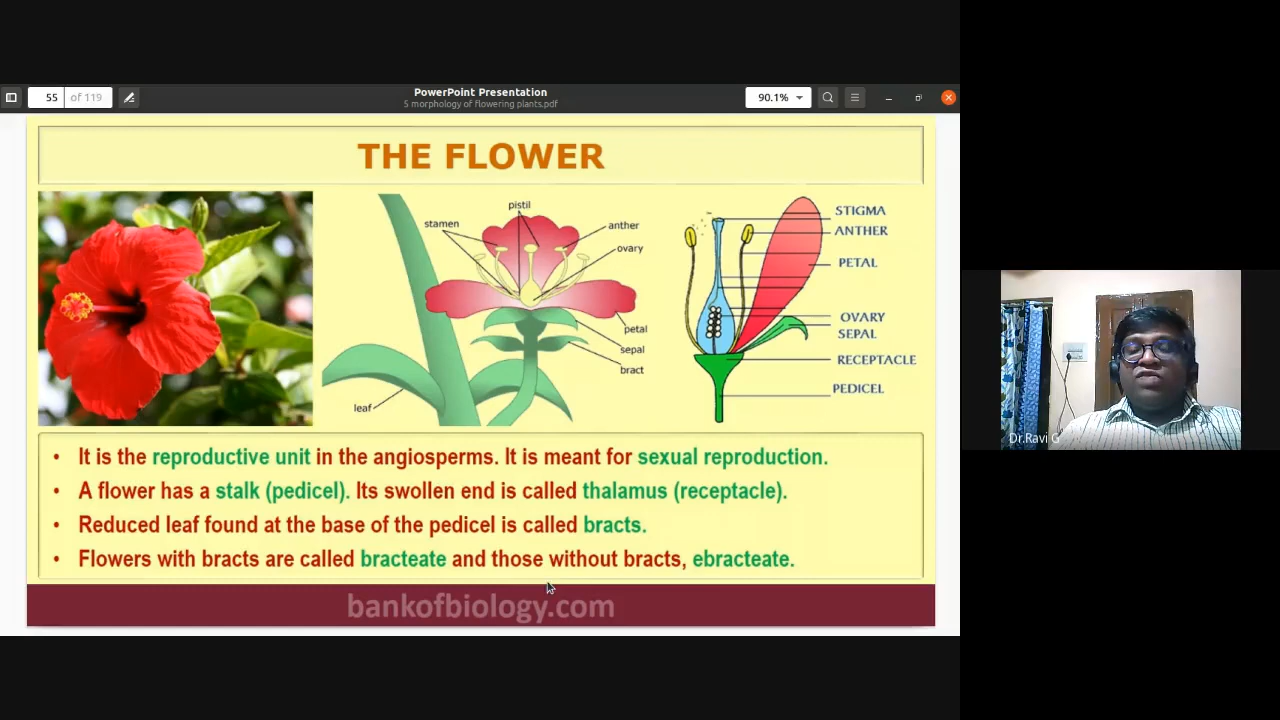 PowerPoint Presentation
55 of 119
5 morphology of flowering plants.pdf
90.1%
THE FLOWER
pistil
stamen
anther
ovary
petal
sepal
bract
leaf
STIGMA
ANTHER
PETAL
OVARY
SEPAL
RECEPTACLE
PEDICEL
• It is the reproductive unit in the angiosperms. It is meant for sexual reproduction.
• A flower has a stalk (pedicel). Its swollen end is called thalamus (receptacle).
• Reduced leaf found at the base of the pedicel is called bracts.
• Flowers with bracts are called bracteate and those without bracts, ebracteate.
bankofbiology.com
Dr.Ravi G